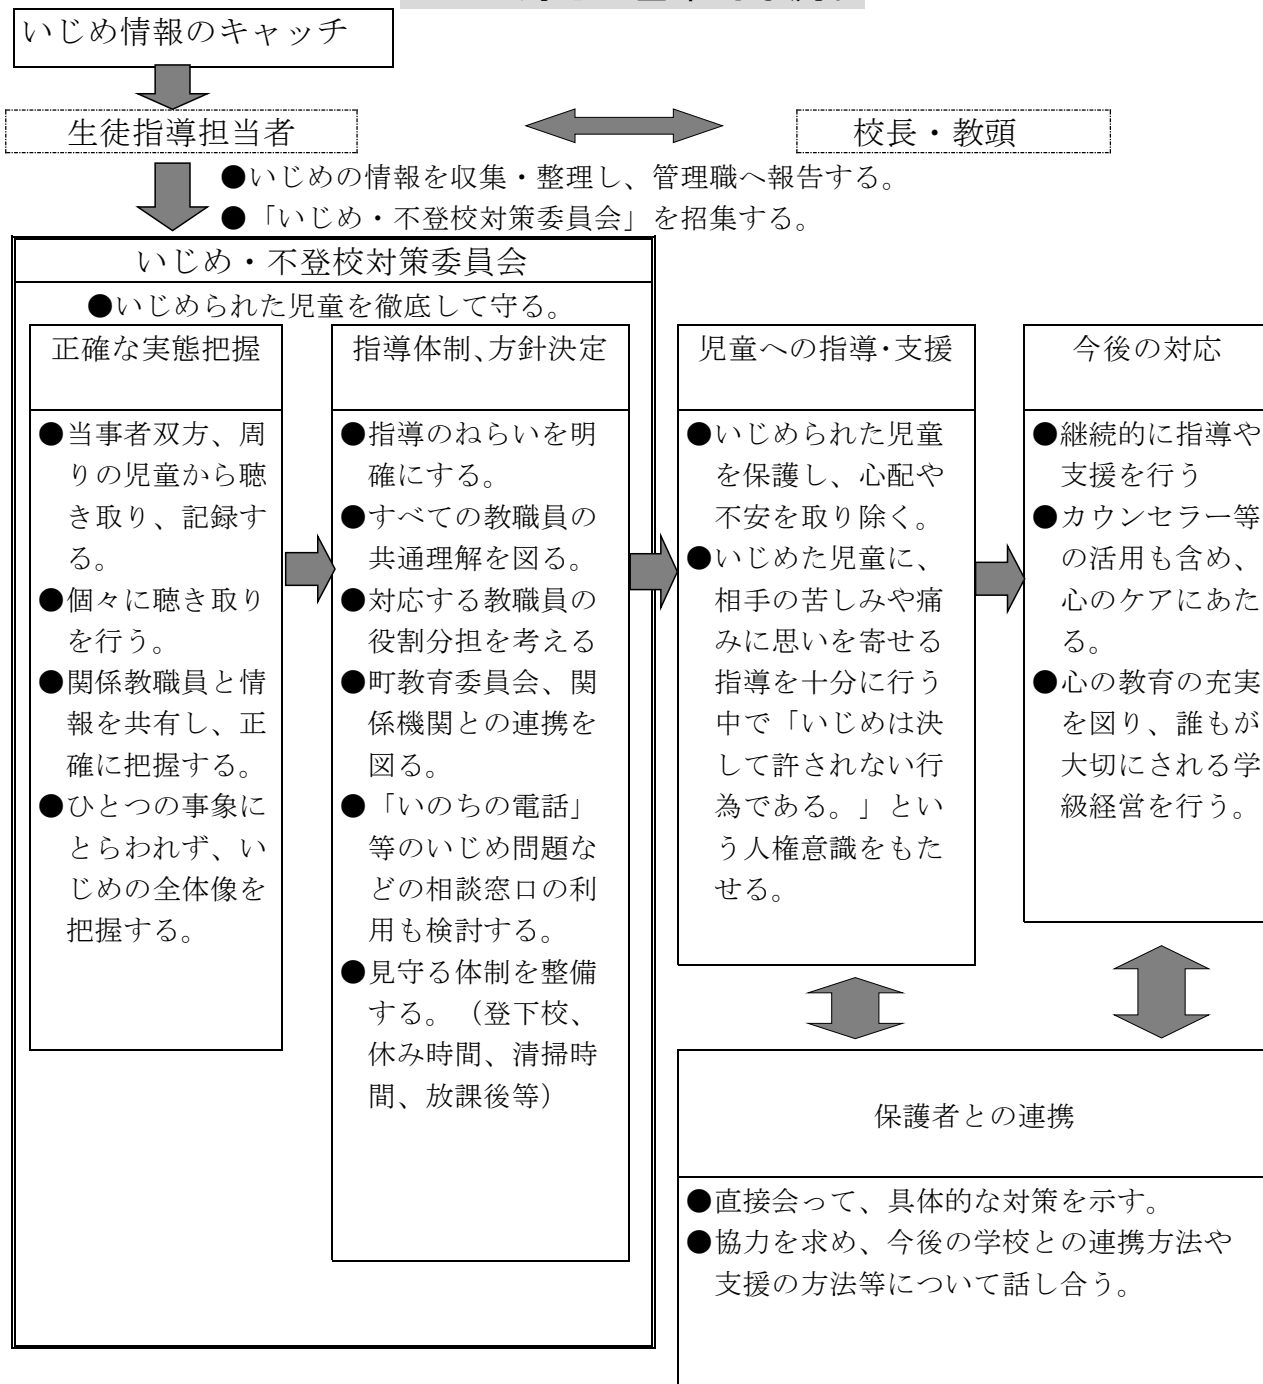 いじめ情報のキャッチ
生徒指導担当者
校長・教頭
●いじめの情報を収集・整理し、管理職へ報告する。
●「いじめ・不登校対策委員会」を招集する。
いじめ・不登校対策委員会
●いじめられた児童を徹底して守る。
正確な実態把握
●当事者双方、周
りの児童から聴
き取り、記録す
る。
●個々に聴き取り
を行う。
●関係教職員と情
報を共有し、正
確に把握する。
●ひとつの事象に
とらわれず、い
じめの全体像を
把握する。
指導体制、方針決定
●指導のねらいを明
確にする。
●すべての教職員の
共通理解を図る。
●対応する教職員の
役割分担を考える
●町教育委員会、関
係機関との連携を
図る。
●「いのちの電話」
等のいじめ問題な
どの相談窓口の利
用も検討する。
●見守る体制を整備
する。（登下校、
休み時間、清掃時
間、放課後等）
児童への指導・支援
●いじめられた児童
を保護し、心配や
不安を取り除く。
●いじめた児童に、
相手の苦しみや痛
みに思いを寄せる
指導を十分に行う
中で「いじめは決
して許されない行
為である。」とい
う人権意識をもた
せる。
今後の対応
●継続的に指導や
支援を行う
●カウンセラー等
の活用も含め、
心のケアにあた
る。
●心の教育の充実
を図り、誰もが
大切にされる学
級経営を行う。
保護者との連携
●直接会って、具体的な対策を示す。
●協力を求め、今後の学校との連携方法や
支援の方法等について話し合う。